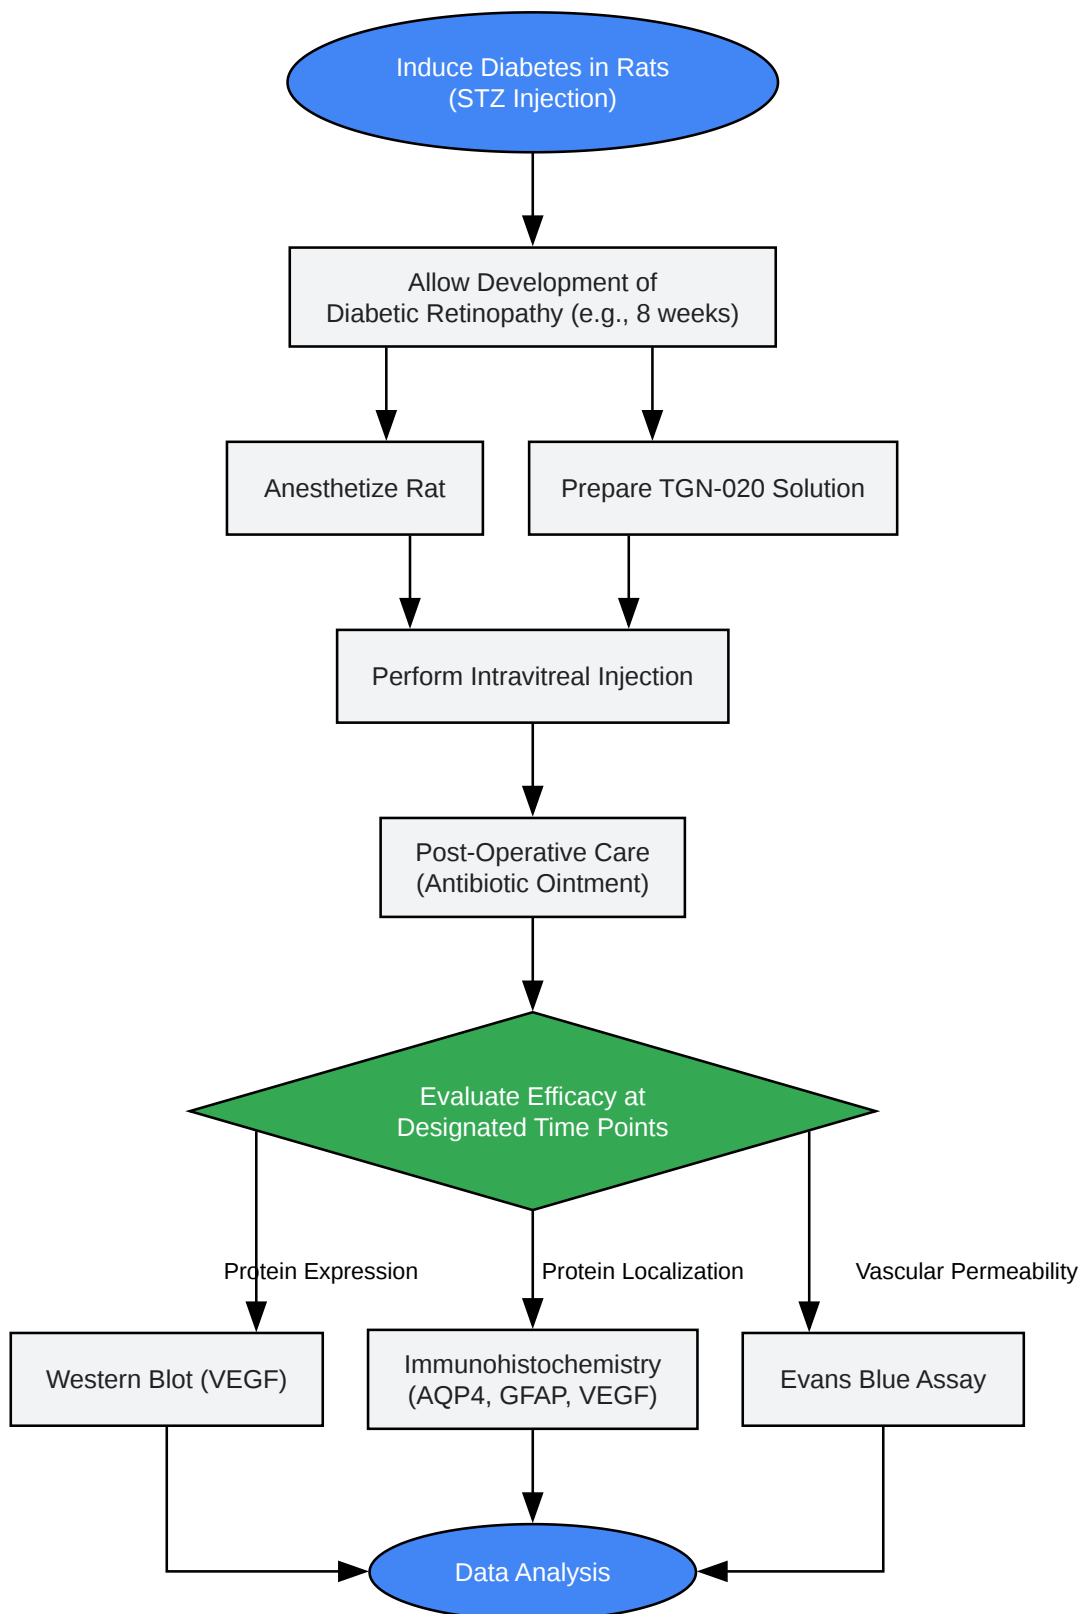 Induce Diabetes in Rats
(STZ Injection)
Allow Development of
Diabetic Retinopathy (e.g., 8 weeks)
Anesthetize Rat
Prepare TGN-020 Solution
Perform Intravitreal Injection
Post-Operative Care
(Antibiotic Ointment)
Evaluate Efficacy at
Designated Time Points
Protein Expression
Protein Localization
Vascular Permeability
Western Blot (VEGF)
Immunohistochemistry
(AQP4, GFAP, VEGF)
Evans Blue Assay
Data Analysis